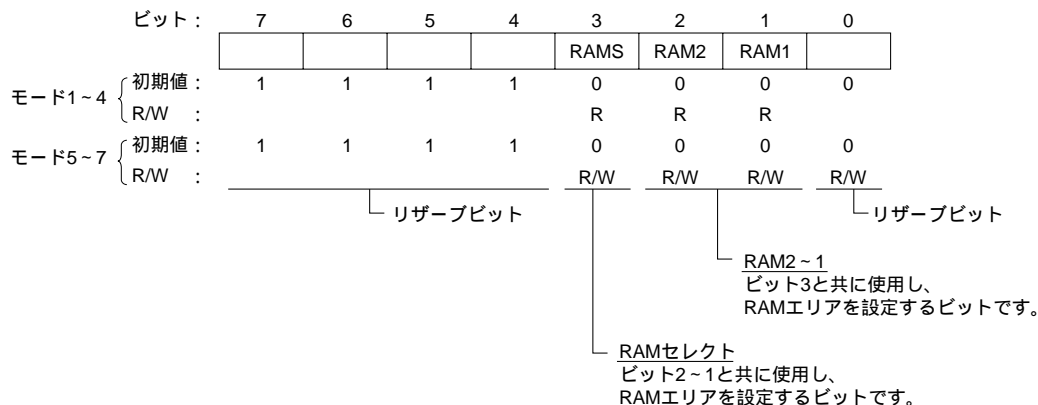 ビット： 7 6 5 4 3 2 1 0
RAMS RAM2 RAM1
モード1~4 初期値： 1 1 1 1 0 0 0 0
R/W ： R R R
モード5~7 初期値： 1 1 1 1 0 0 0 0
R/W ： R/W R/W R/W R/W
リザーブビット リザーブビット
RAM2~1
ビット3と共に使用し、
RAMエリアを設定するビットです。
RAMセレクト
ビット2~1と共に使用し、
RAMエリアを設定するビットです。